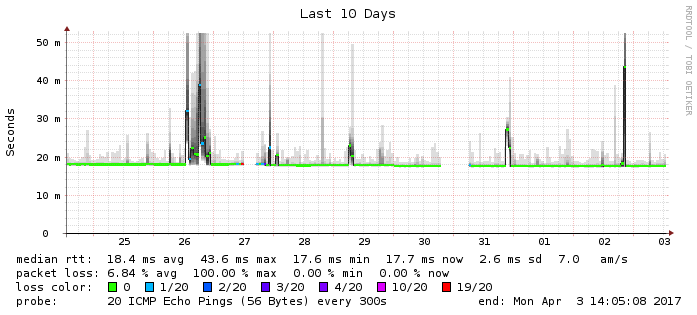 Last 10 Days
RRDTOOL / TOBI OETIKER
Seconds
50 m
40 m
30 m
20 m
10 m
0
25 26 27 28 29 30 31 01 02 03
median rtt: 18.4 ms avg 43.6 ms max 17.6 ms min 17.7 ms now 2.6 ms sd 7.0 am/s
packet loss: 6.84 % avg 100.00 % max 0.00 % min 0.00 % now
loss color: 0 1/20 2/20 3/20 4/20 10/20 19/20
probe: 20 ICMP Echo Pings (56 Bytes) every 300s end: Mon Apr 3 14:05:08 2017